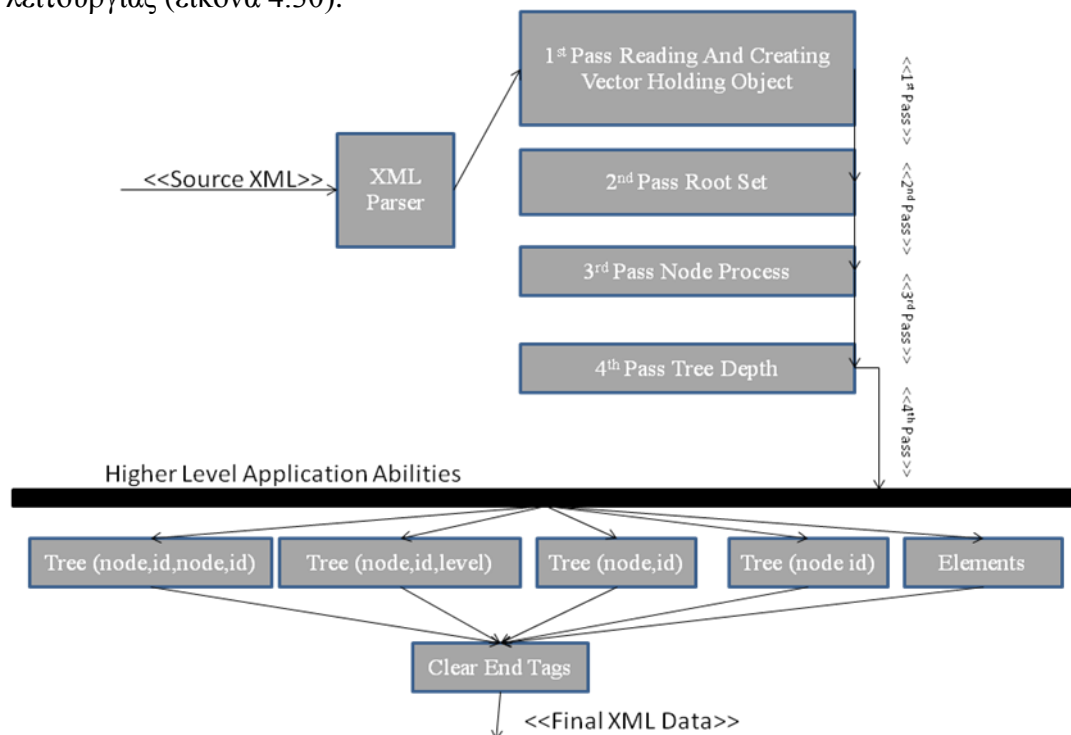 λειτουργίας (εικόνα 4.30).
1st Pass Reading And Creating
Vector Holding Object
<<1st Pass>>
XML
Parser
<<Source XML>>
2nd Pass Root Set
<<2nd Pass>>
3rd Pass Node Process
<<3rd Pass>>
4th Pass Tree Depth
<<4th Pass>>
Higher Level Application Abilities
Tree (node,id,node,id)
Tree (node,id,level)
Tree (node,id)
Tree (node id)
Elements
Clear End Tags
<<Final XML Data>>